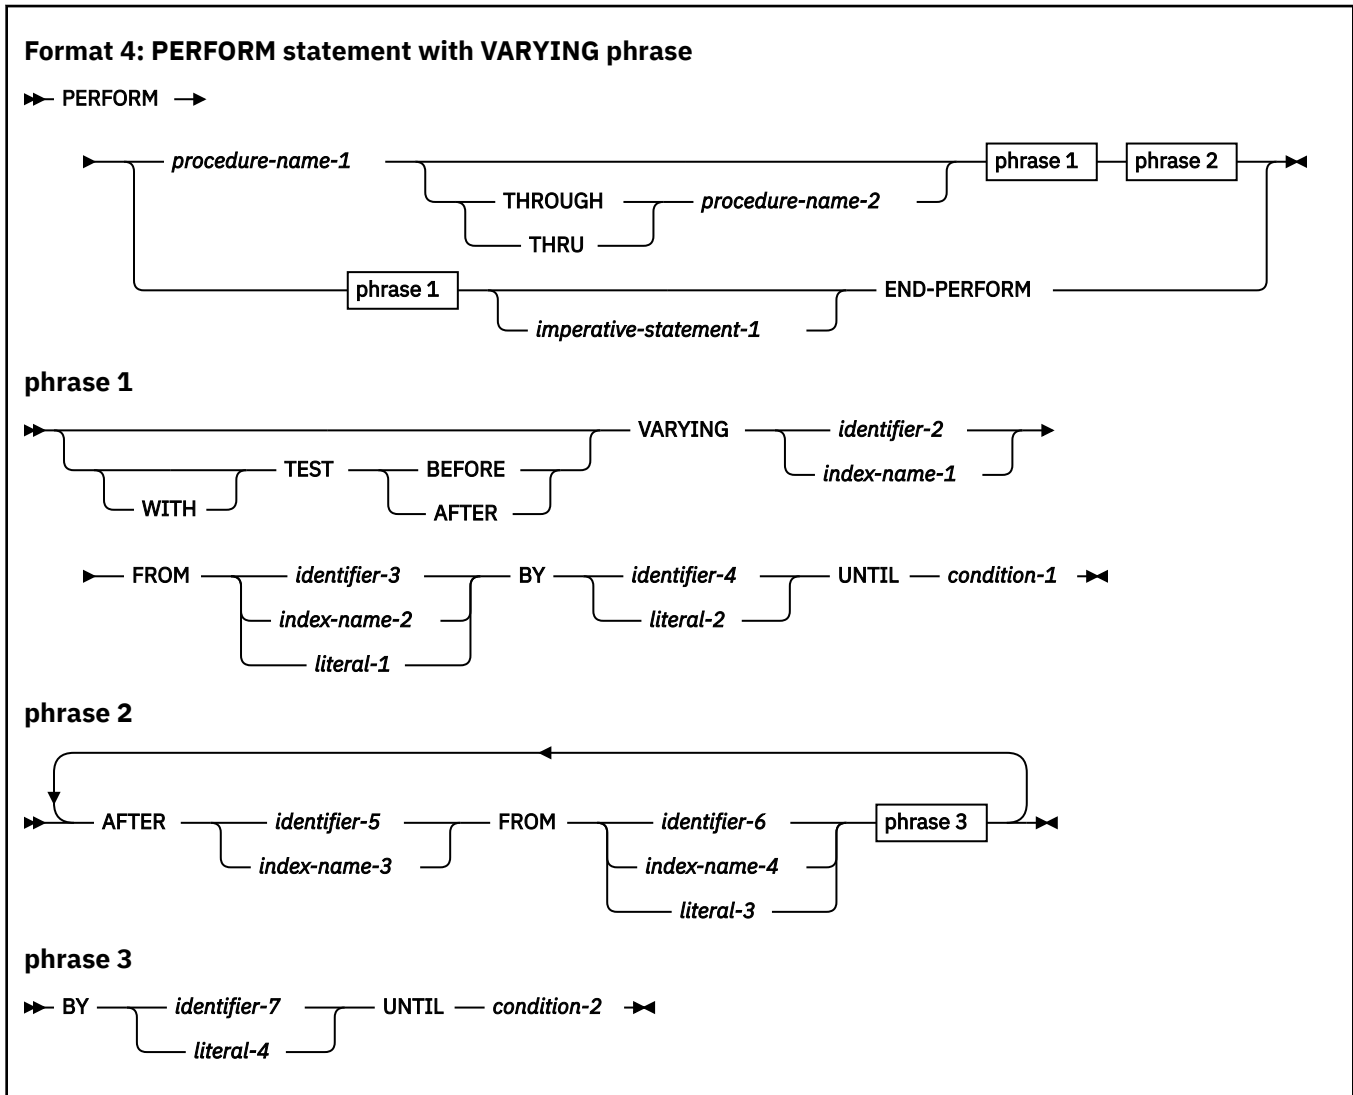 Format 4: PERFORM statement with VARYING phrase
PERFORM
procedure-name-1 phrase 1 phrase 2
THROUGH procedure-name-2
THRU
phrase 1 END-PERFORM
imperative-statement-1
phrase 1
VARYING identifier-2
TEST BEFORE index-name-1
WITH AFTER
FROM identifier-3 BY identifier-4 UNTIL condition-1
index-name-2 literal-2
literal-1
phrase 2
AFTER identifier-5 FROM identifier-6 phrase 3
index-name-3 index-name-4
literal-3
phrase 3
BY identifier-7 UNTIL condition-2
literal-4